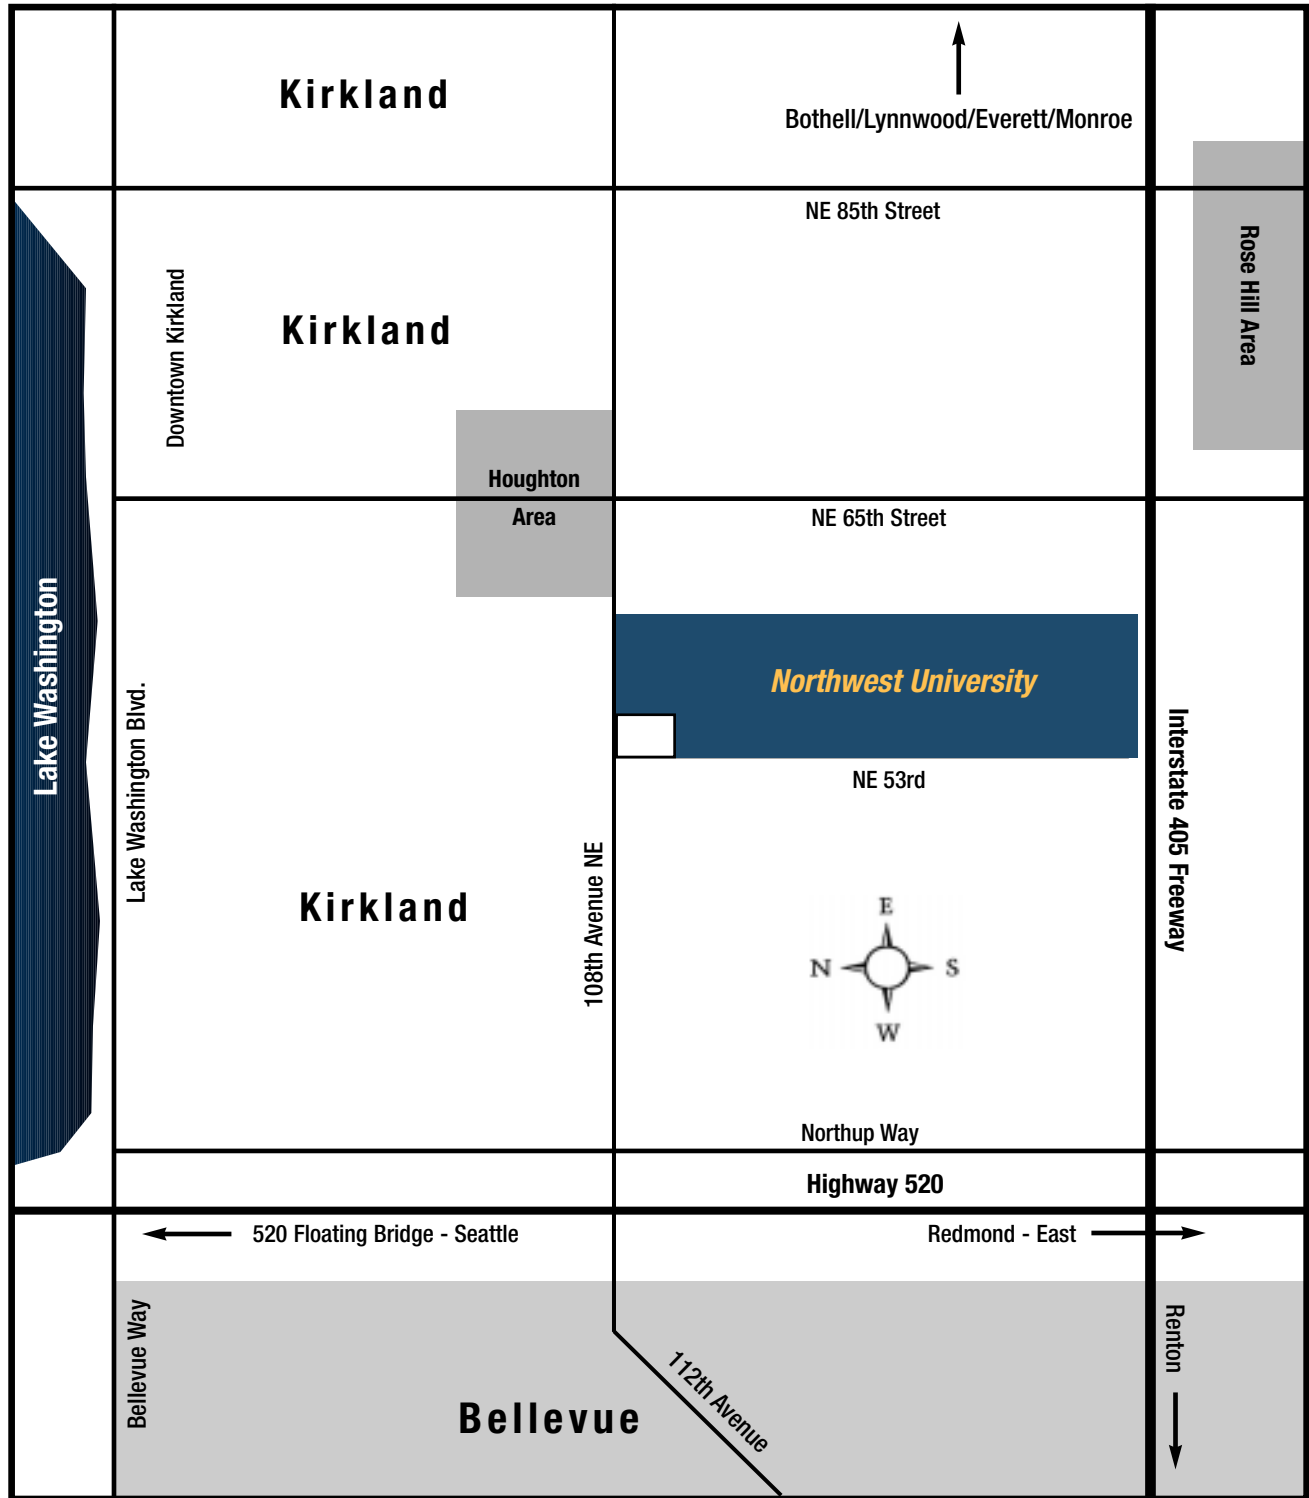 Kirkland
Bothell/Lynnwood/Everett/Monroe
NE 85th Street
Rose Hill Area
Downtown Kirkland
Kirkland
Houghton
Area
NE 65th Street
Lake Washington
Northwest University
Lake Washington Blvd.
NE 53rd
Interstate 405 Freeway
108th Avenue NE
Kirkland
E
N
S
W
Northup Way
Highway 520
520 Floating Bridge - Seattle
Redmond - East
Bellevue Way
Renton
112th Avenue
Bellevue